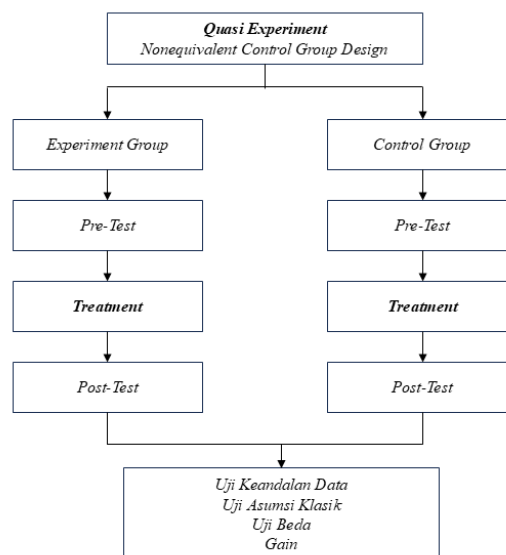 Quasi Experiment
Nonequivalent Control Group Design
Experiment Group
Control Group
Pre-Test
Pre-Test
Treatment
Treatment
Post-Test
Post-Test
Uji Keandalan Data
Uji Asumsi Klasik
Uji Beda
Gain